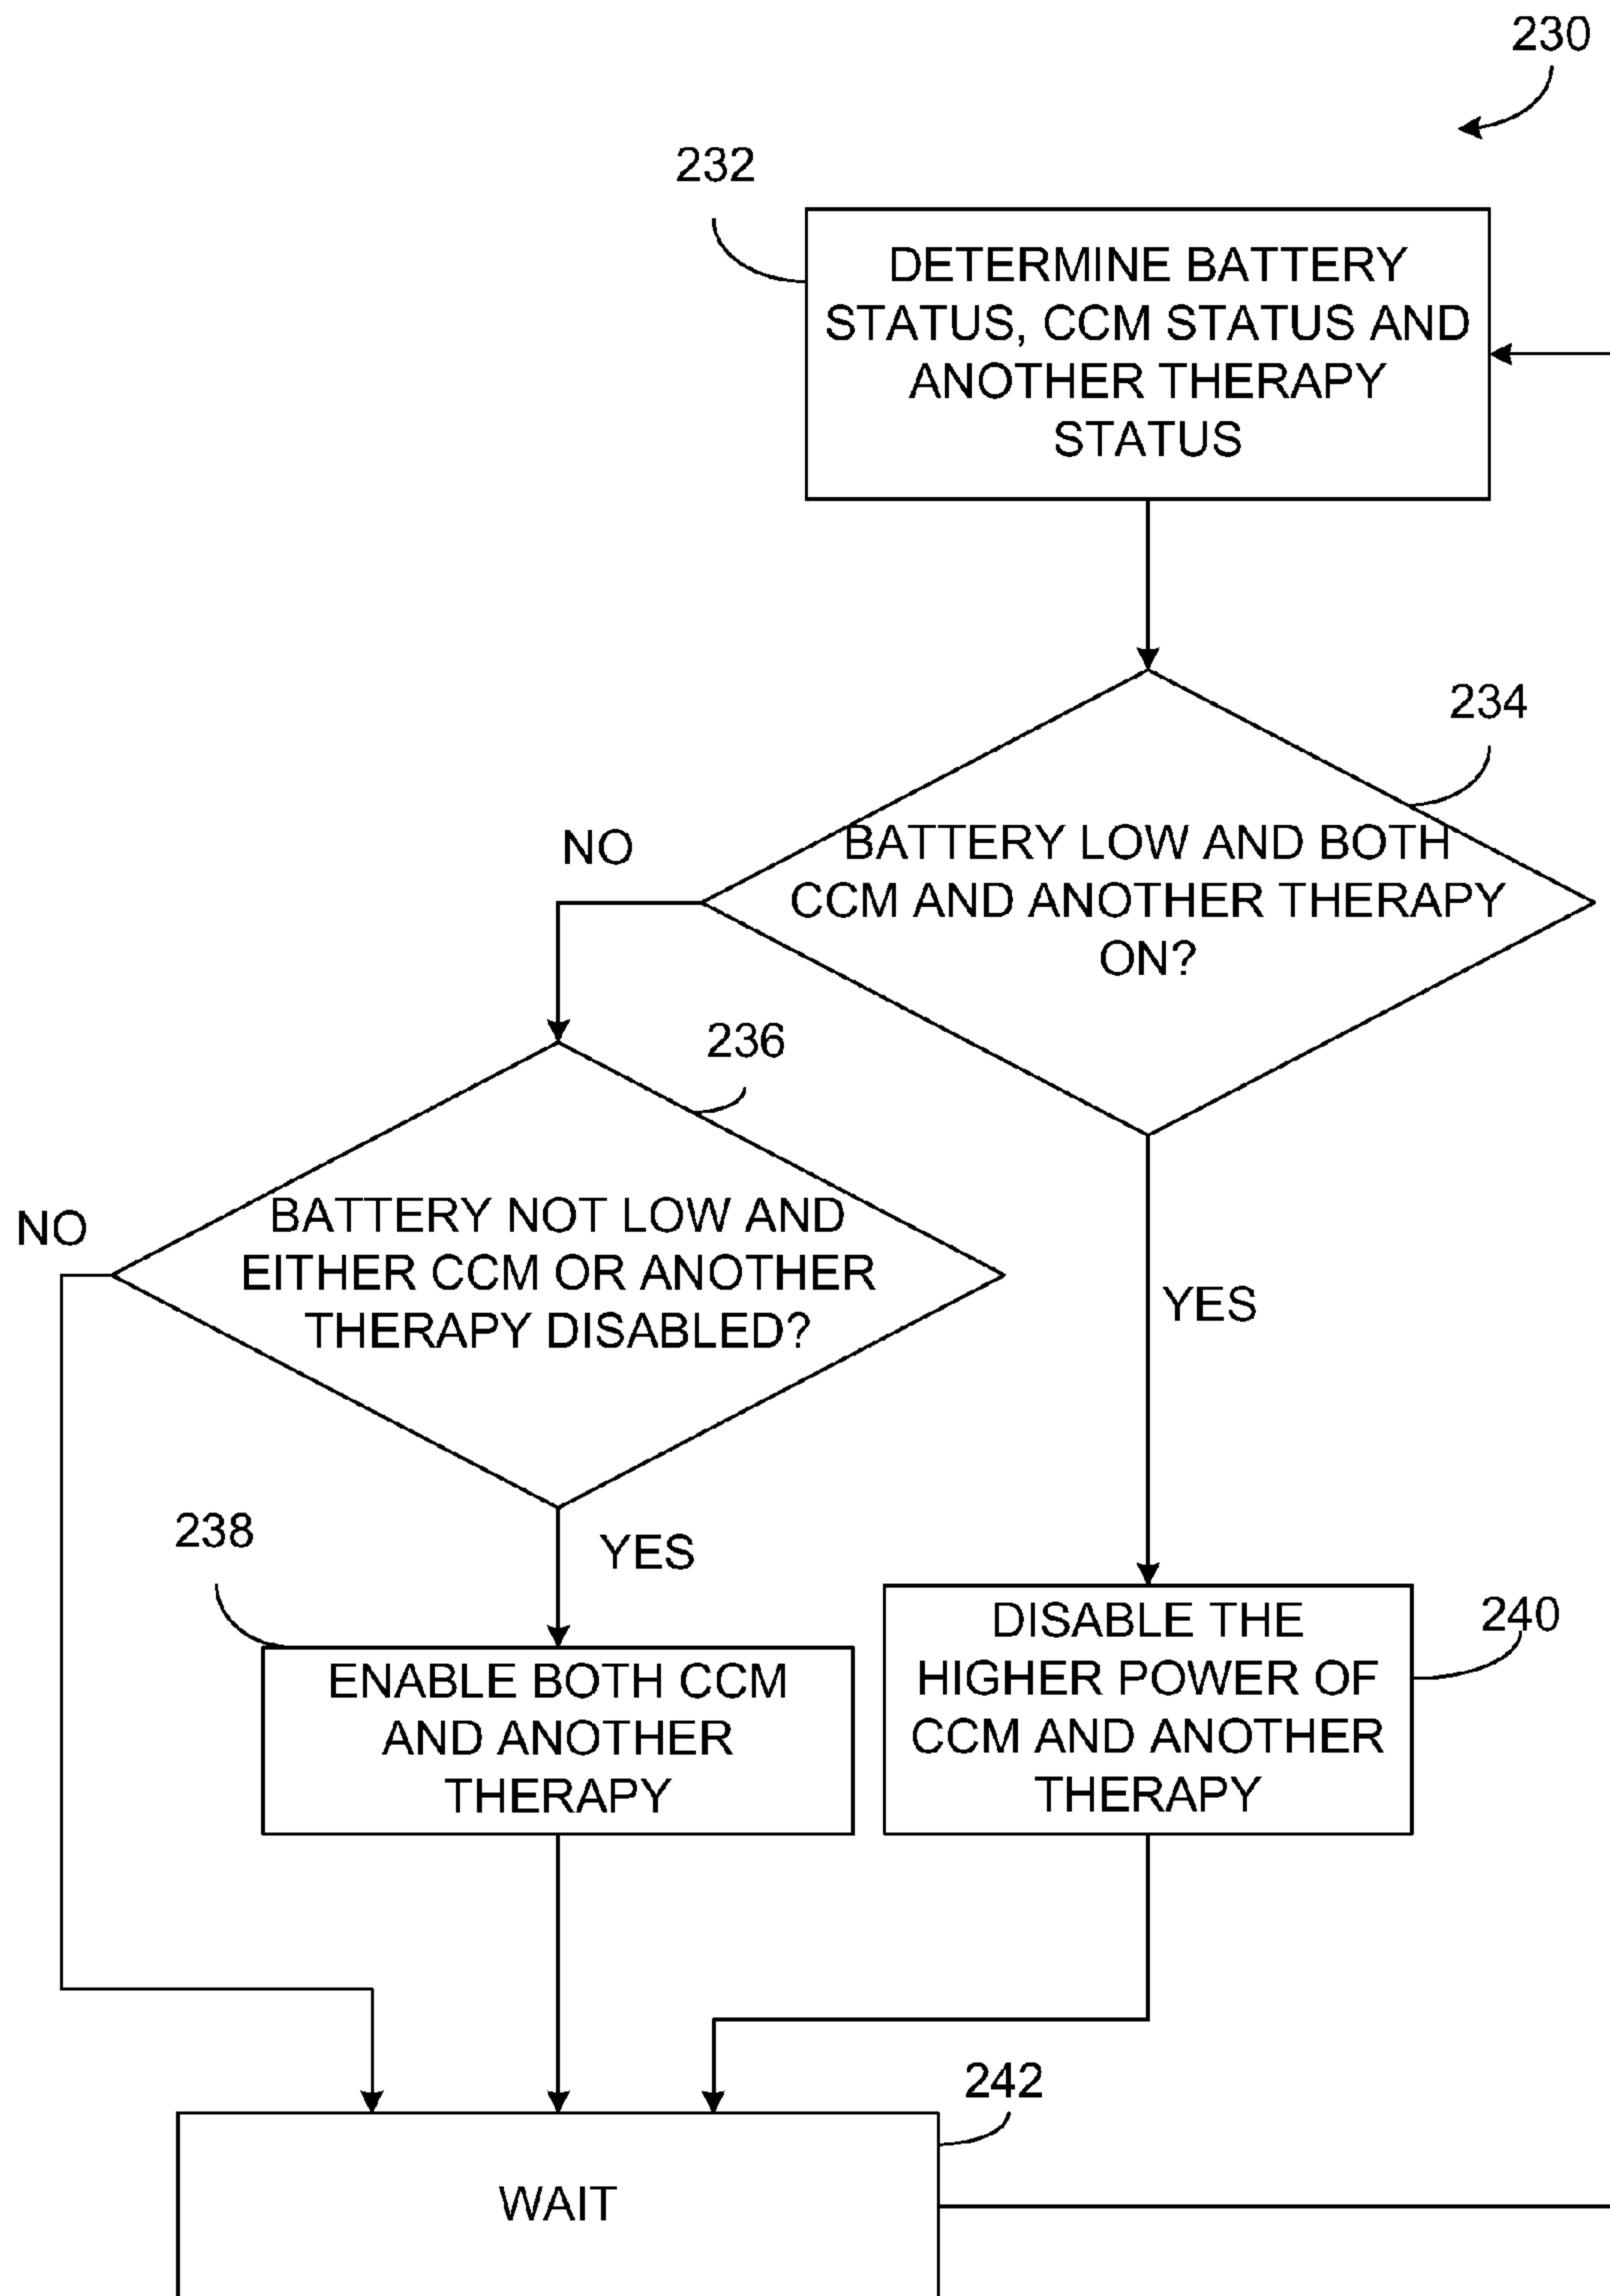 230
232
DETERMINE BATTERY
STATUS, CCM STATUS AND
ANOTHER THERAPY
STATUS
234
NO
BATTERY LOW AND BOTH
CCM AND ANOTHER THERAPY
ON?
236
NO
BATTERY NOT LOW AND
EITHER CCM OR ANOTHER
THERAPY DISABLED?
YES
238
YES
ENABLE BOTH CCM
AND ANOTHER
THERAPY
240
DISABLE THE
HIGHER POWER OF
CCM AND ANOTHER
THERAPY
242
WAIT